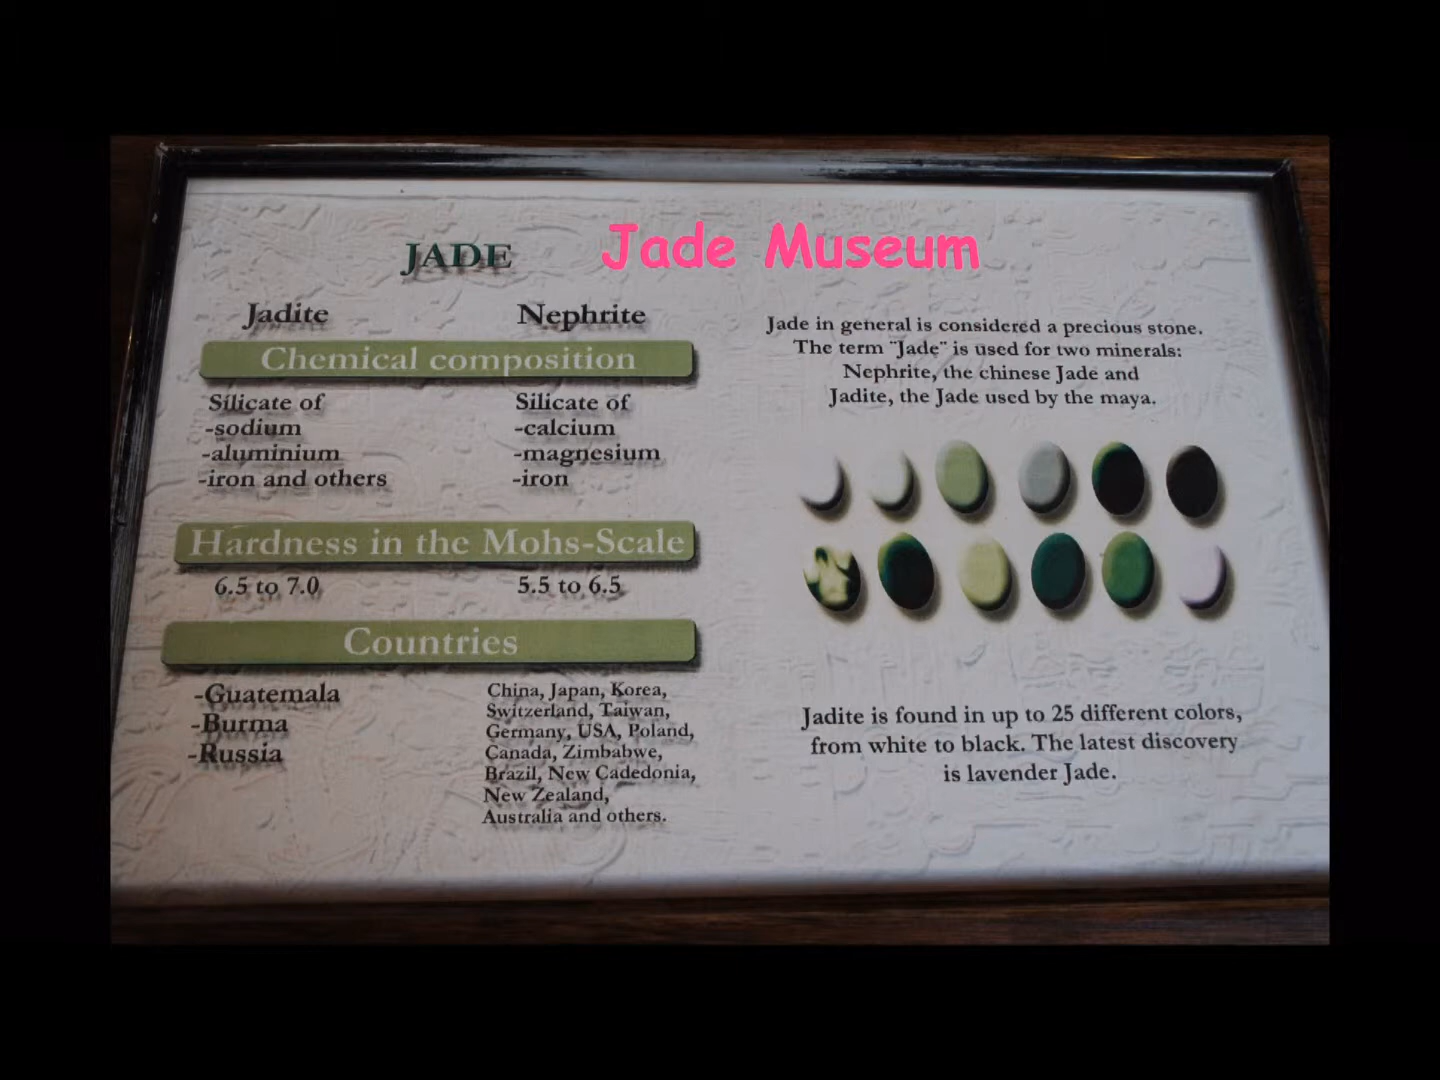 JADE
Jade Museum
Jadite
Nephrite
Chemical composition
Silicate of
-sodium
-aluminium
-iron and others
Silicate of
-calcium
-magnesium
-iron
Hardness in the Mohs-Scale
6.5 to 7.0
5.5 to 6.5
Countries
-Guatemala
-Burma
-Russia
China, Japan, Korea,
Switzerland, Taiwan,
Germany, USA, Poland,
Canada, Zimbabwe,
Brazil, New Cadedonia,
New Zealand,
Australia and others.
Jade in general is considered a precious stone.
The term "Jade" is used for two minerals:
Nephrite, the chinese Jade and
Jadite, the Jade used by the maya.
Jadite is found in up to 25 different colors,
from white to black. The latest discovery
is lavender Jade.